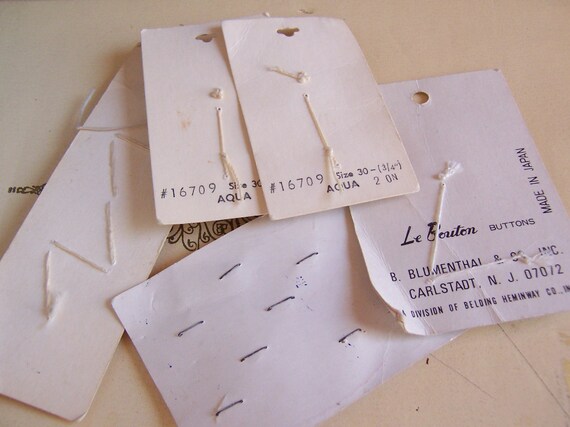 #16709 Size 30
AQUA
#16709 Size 30-(3/4")
AQUA 2 ON
Le Bouton BUTTONS
MADE IN JAPAN
B. BLUMENTHAL & CO., INC.
CARLSTADT, N. J. 07072
DIVISION OF BELDING HEMINWAY CO., IN